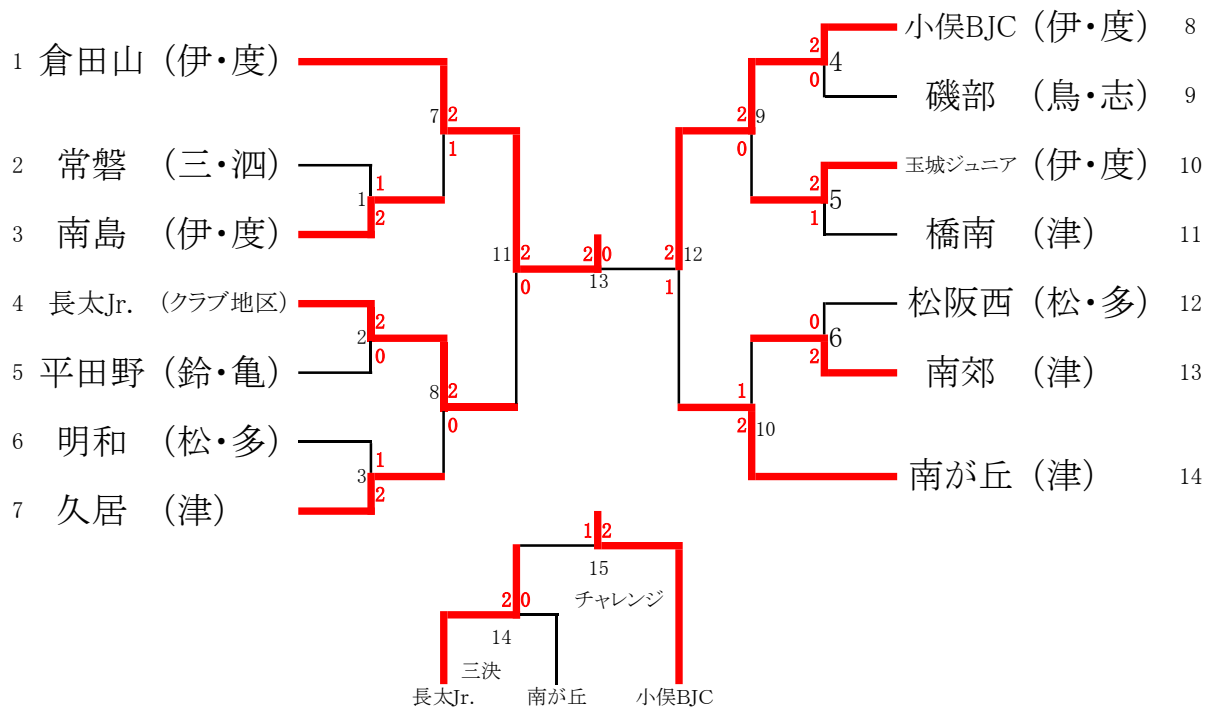 1 倉田山（伊・度）
2 常磐 （三・泗）
3 南島 （伊・度）
4 長太Jr. （クラブ地区）
5 平田野（鈴・亀）
6 明和 （松・多）
7 久居 （津）
1
1
2
2
2
0
3
1
2
7
2
1
8
2
0
11
2
0
2 0
13
2
12
1
2
9
0
1
10
2
2
4
0
2
5
1
0
6
2
小俣BJC（伊・度） 8
磯部 （鳥・志） 9
玉城ジュニア（伊・度） 10
橋南 （津） 11
松阪西（松・多） 12
南郊 （津） 13
南が丘（津） 14
1 2
15
チャレンジ
2 0
14
三決
長太Jr. 南が丘 小俣BJC